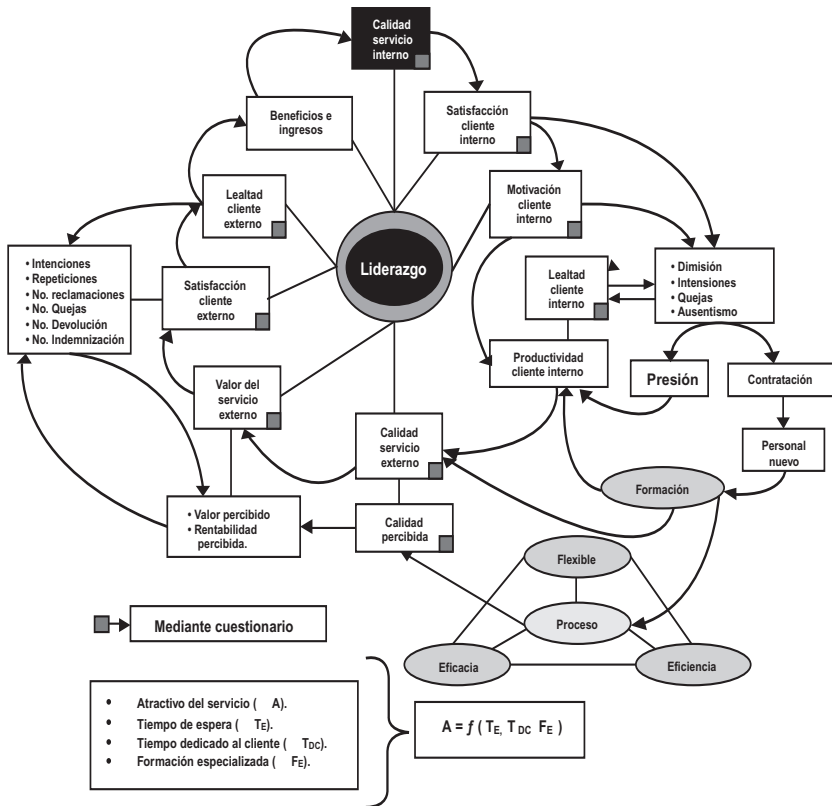 Calidad
servicio
interno
Beneficios e
ingresos
Satisfacción
cliente
interno
Lealtad
cliente
externo
Motivación
cliente
interno
Liderazgo
• Intenciones
• Repeticiones
• No. reclamaciones
• No. Quejas
• No. Devolución
• No. Indemnización
Satisfacción
cliente
externo
Lealtad
cliente
interno
• Dimisión
• Intensiones
• Quejas
• Ausentismo
Productividad
cliente interno
Presión
Contratación
Valor del
servicio
externo
Calidad
servicio
externo
Personal
nuevo
Formación
• Valor percibido
• Rentabilidad
percibida.
Calidad
percibida
Flexible
Proceso
Eficacia
Eficiencia
Mediante cuestionario
• Atractivo del servicio ( A).
• Tiempo de espera ( TE).
• Tiempo dedicado al cliente ( TDC).
• Formación especializada ( FE).
A = ƒ ( TE, T DC FE )